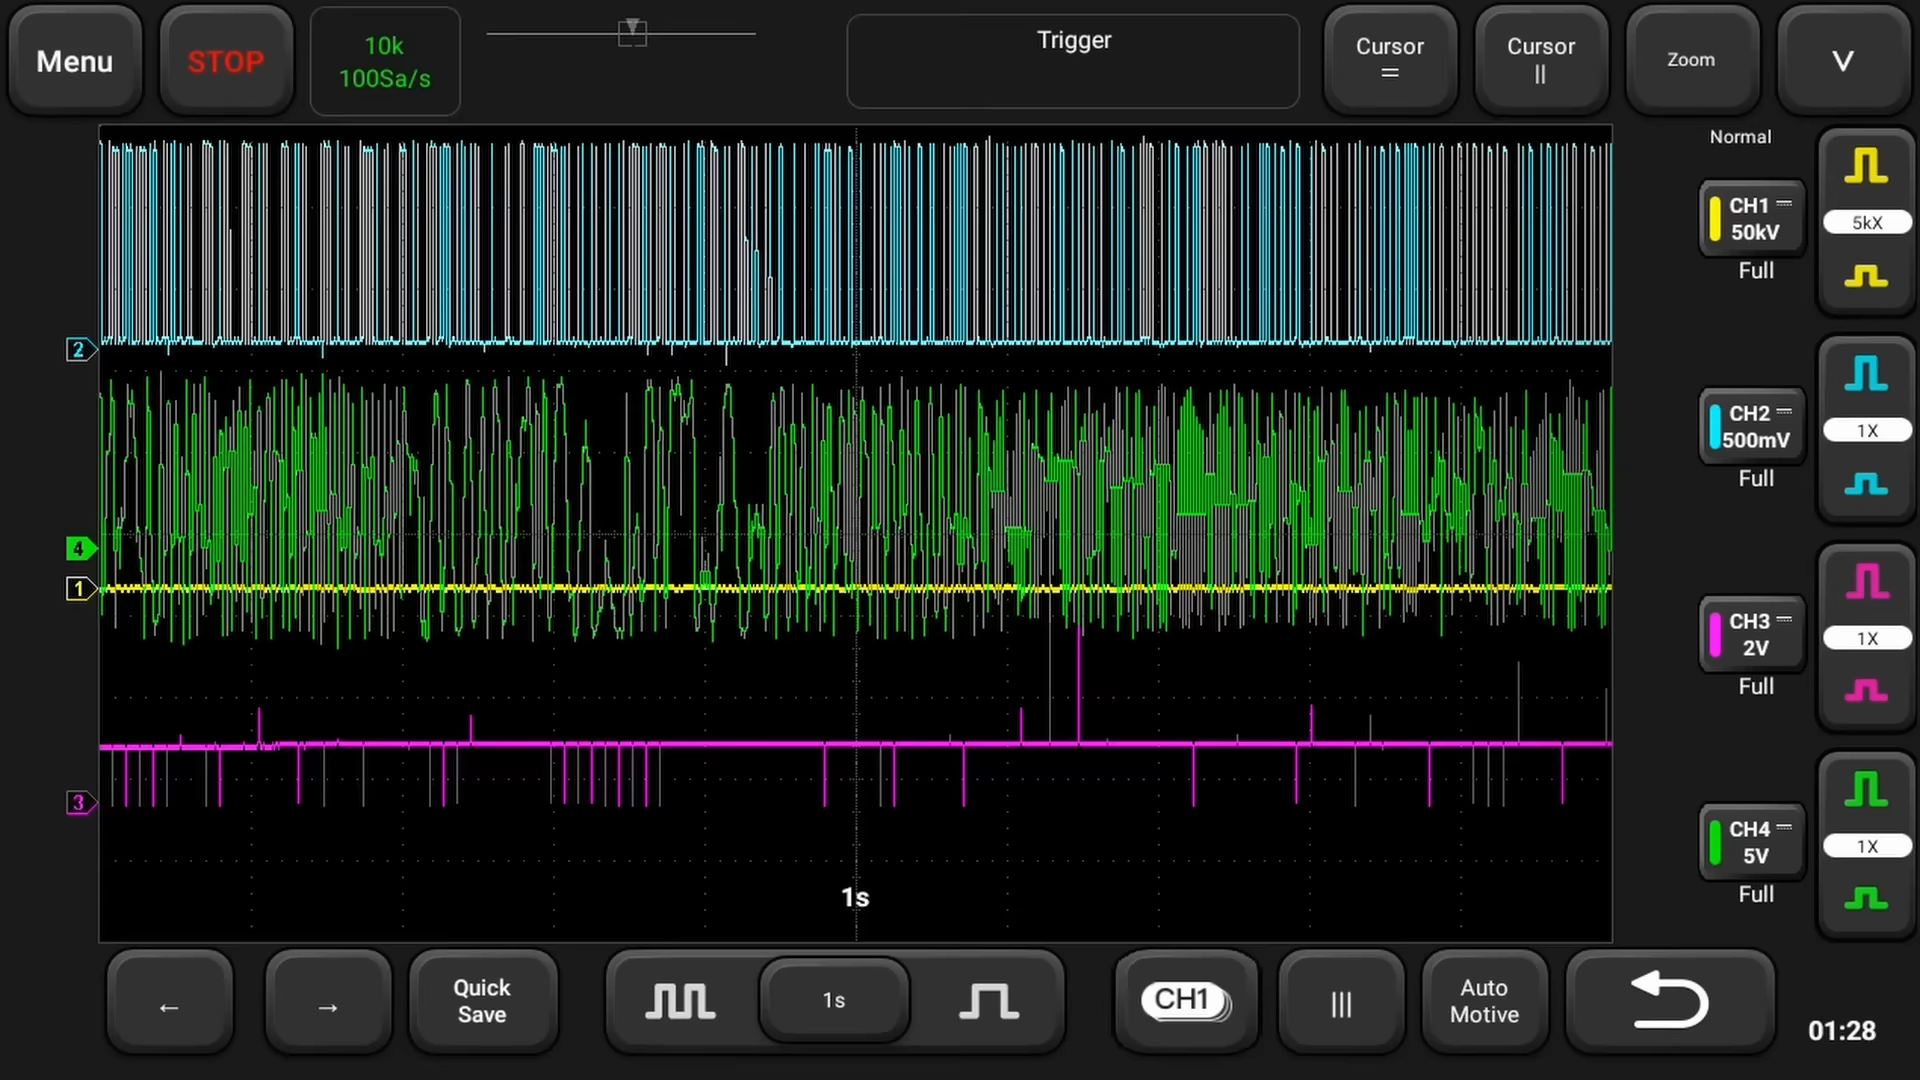 Menu
STOP
10k
100Sa/s
Trigger
Cursor
=
Cursor
||
Zoom
V
Normal
CH1
50kV
Full
5kX
CH2
500mV
Full
1X
CH3
2V
Full
1X
CH4
5V
Full
1X
2
4
1
3
1s
←
→
Quick
Save
1s
CH1
|||
Auto
Motive
01:28